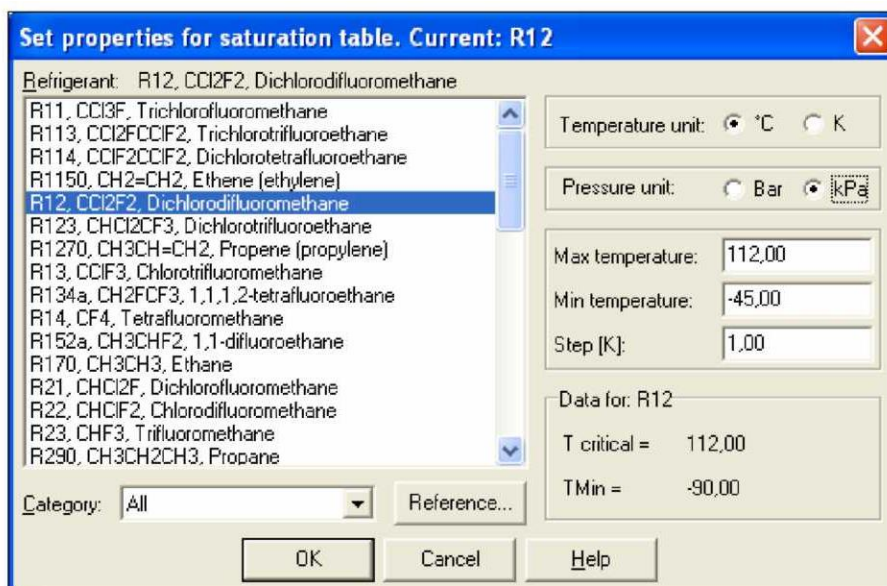 Set properties for saturation table. Current: R12
Refrigerant: R12, CCl2F2, Dichlorodifluoromethane
R11, CCl3F, Trichlorofluoromethane
R113, CCl2FCClF2, Trichlorotrifluoroethane
R114, CClF2CClF2, Dichlorotetrafluoroethane
R1150, CH2=CH2, Ethene (ethylene)
R12, CCl2F2, Dichlorodifluoromethane
R123, CHCl2CF3, Dichlorotrifluoroethane
R1270, CH3CH=CH2, Propene (propylene)
R13, CClF3, Chlorotrifluoromethane
R134a, CH2FCF3, 1,1,1,2-tetrafluoroethane
R14, CF4, Tetrafluoromethane
R152a, CH3CHF2, 1,1-difluoroethane
R170, CH3CH3, Ethane
R21, CHCl2F, Dichlorofluoromethane
R22, CHClF2, Chlorodifluoromethane
R23, CHF3, Trifluoromethane
R290, CH3CH2CH3, Propane
Category: All
Reference...
Temperature unit: °C K
Pressure unit: Bar kPa
Max temperature: 112,00
Min temperature: -45,00
Step [K]: 1,00
Data for: R12
T critical = 112,00
TMin = -90,00
OK Cancel Help